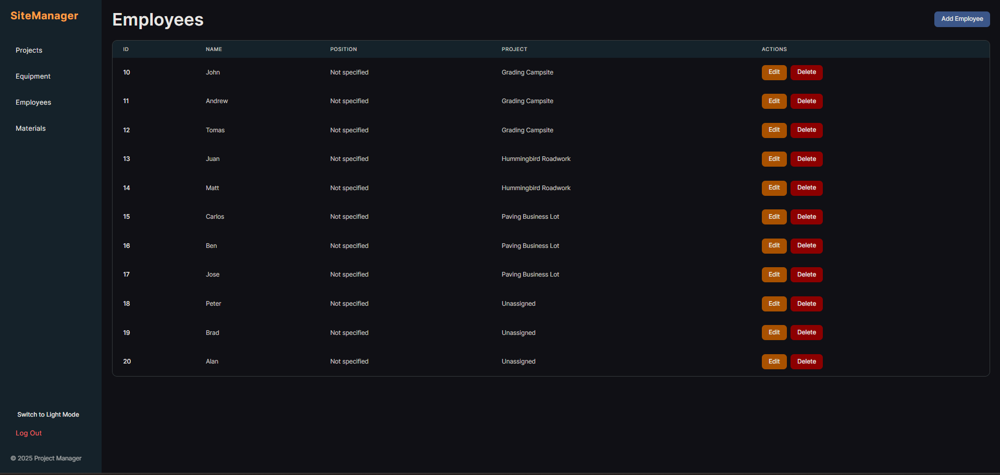 SiteManager
Projects
Equipment
Employees
Materials
Switch to Light Mode
Log Out
© 2025 Project Manager
Employees
Add Employee
ID NAME POSITION PROJECT ACTIONS
10 John Not specified Grading Campsite Edit Delete
11 Andrew Not specified Grading Campsite Edit Delete
12 Tomas Not specified Grading Campsite Edit Delete
13 Juan Not specified Hummingbird Roadwork Edit Delete
14 Matt Not specified Hummingbird Roadwork Edit Delete
15 Carlos Not specified Paving Business Lot Edit Delete
16 Ben Not specified Paving Business Lot Edit Delete
17 Jose Not specified Paving Business Lot Edit Delete
18 Peter Not specified Unassigned Edit Delete
19 Brad Not specified Unassigned Edit Delete
20 Alan Not specified Unassigned Edit Delete